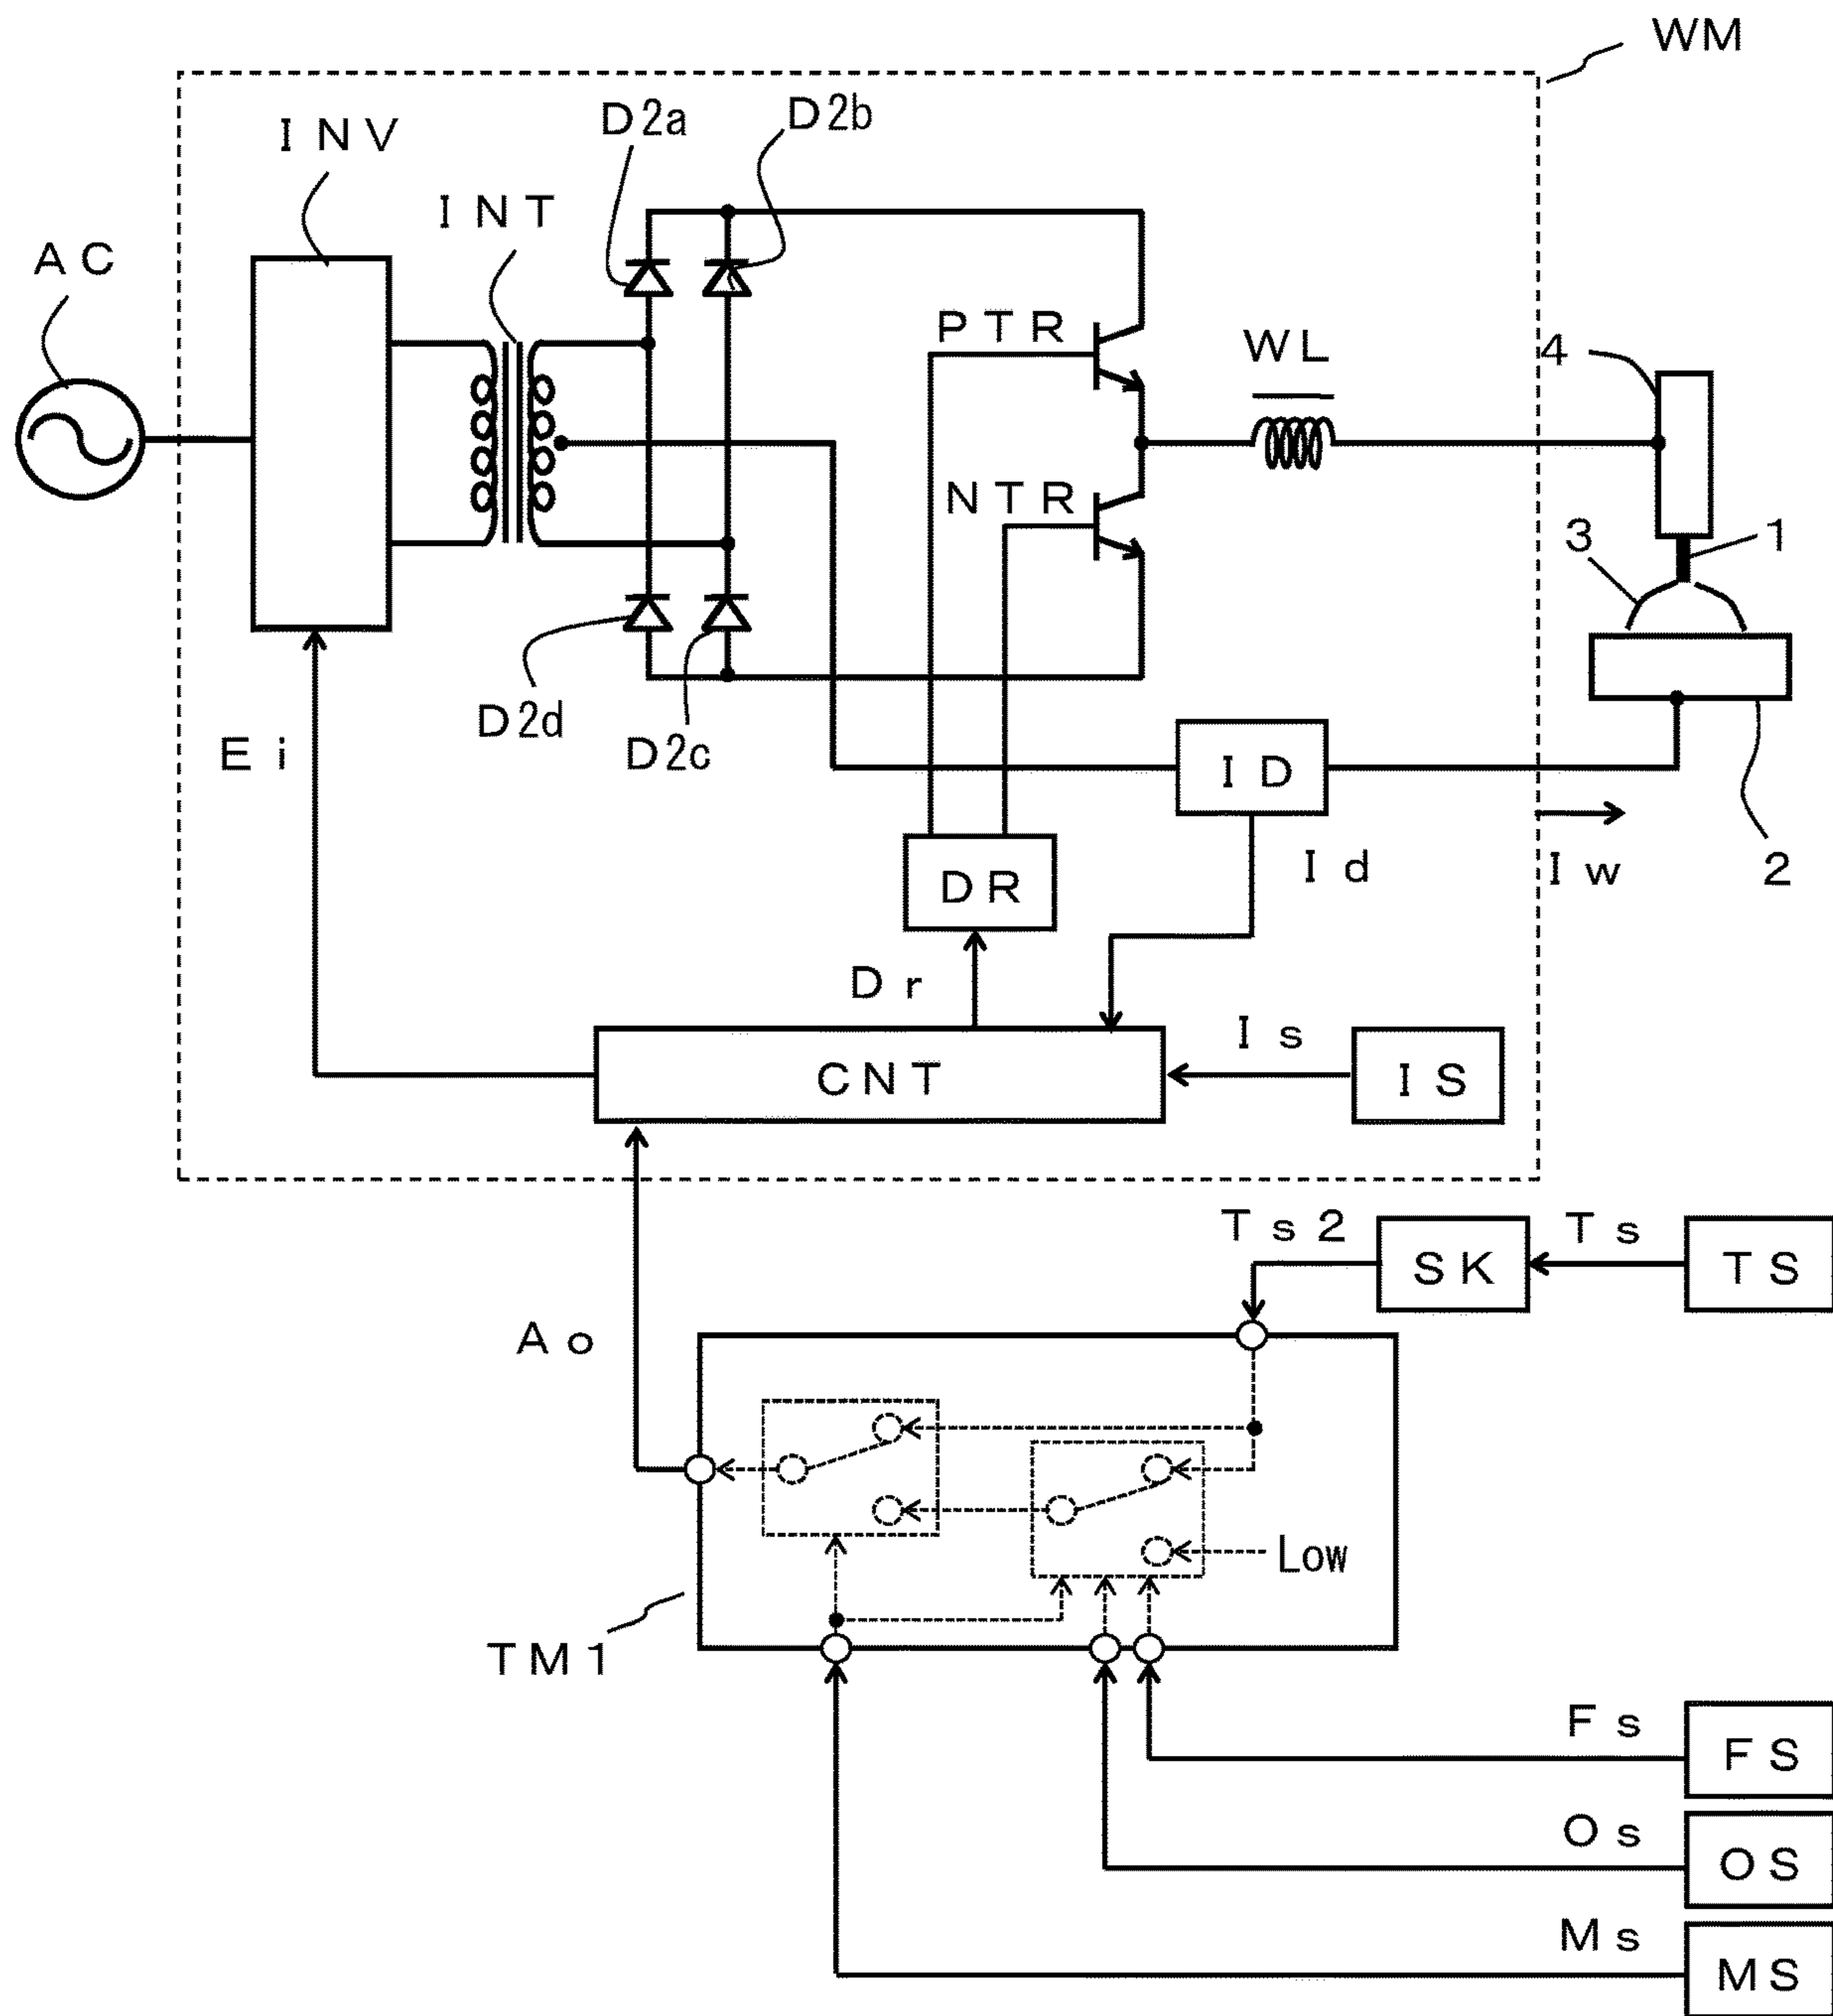 WM
D2a
D2b
INV
INT
AC
PTR
WL
4
NTR
3
1
D2d
D2c
Ei
ID
Id
Iw
2
DR
Dr
Is
CNT
IS
Ts2
SK
Ts
TS
Ao
Low
TM1
Fs
FS
Os
OS
Ms
MS